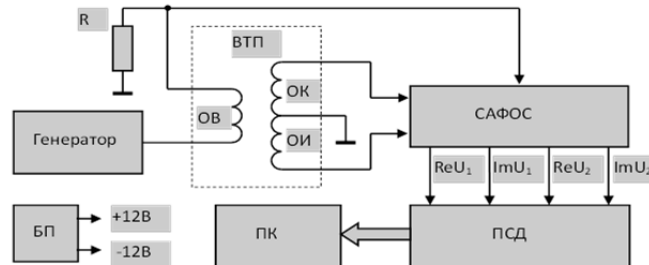 R
ВТП
ОВ
ОК
ОИ
Генератор
САФОС
ReU₁
ImU₁
ReU₂
ImU₂
БП
+12В
-12В
ПК
ПСД